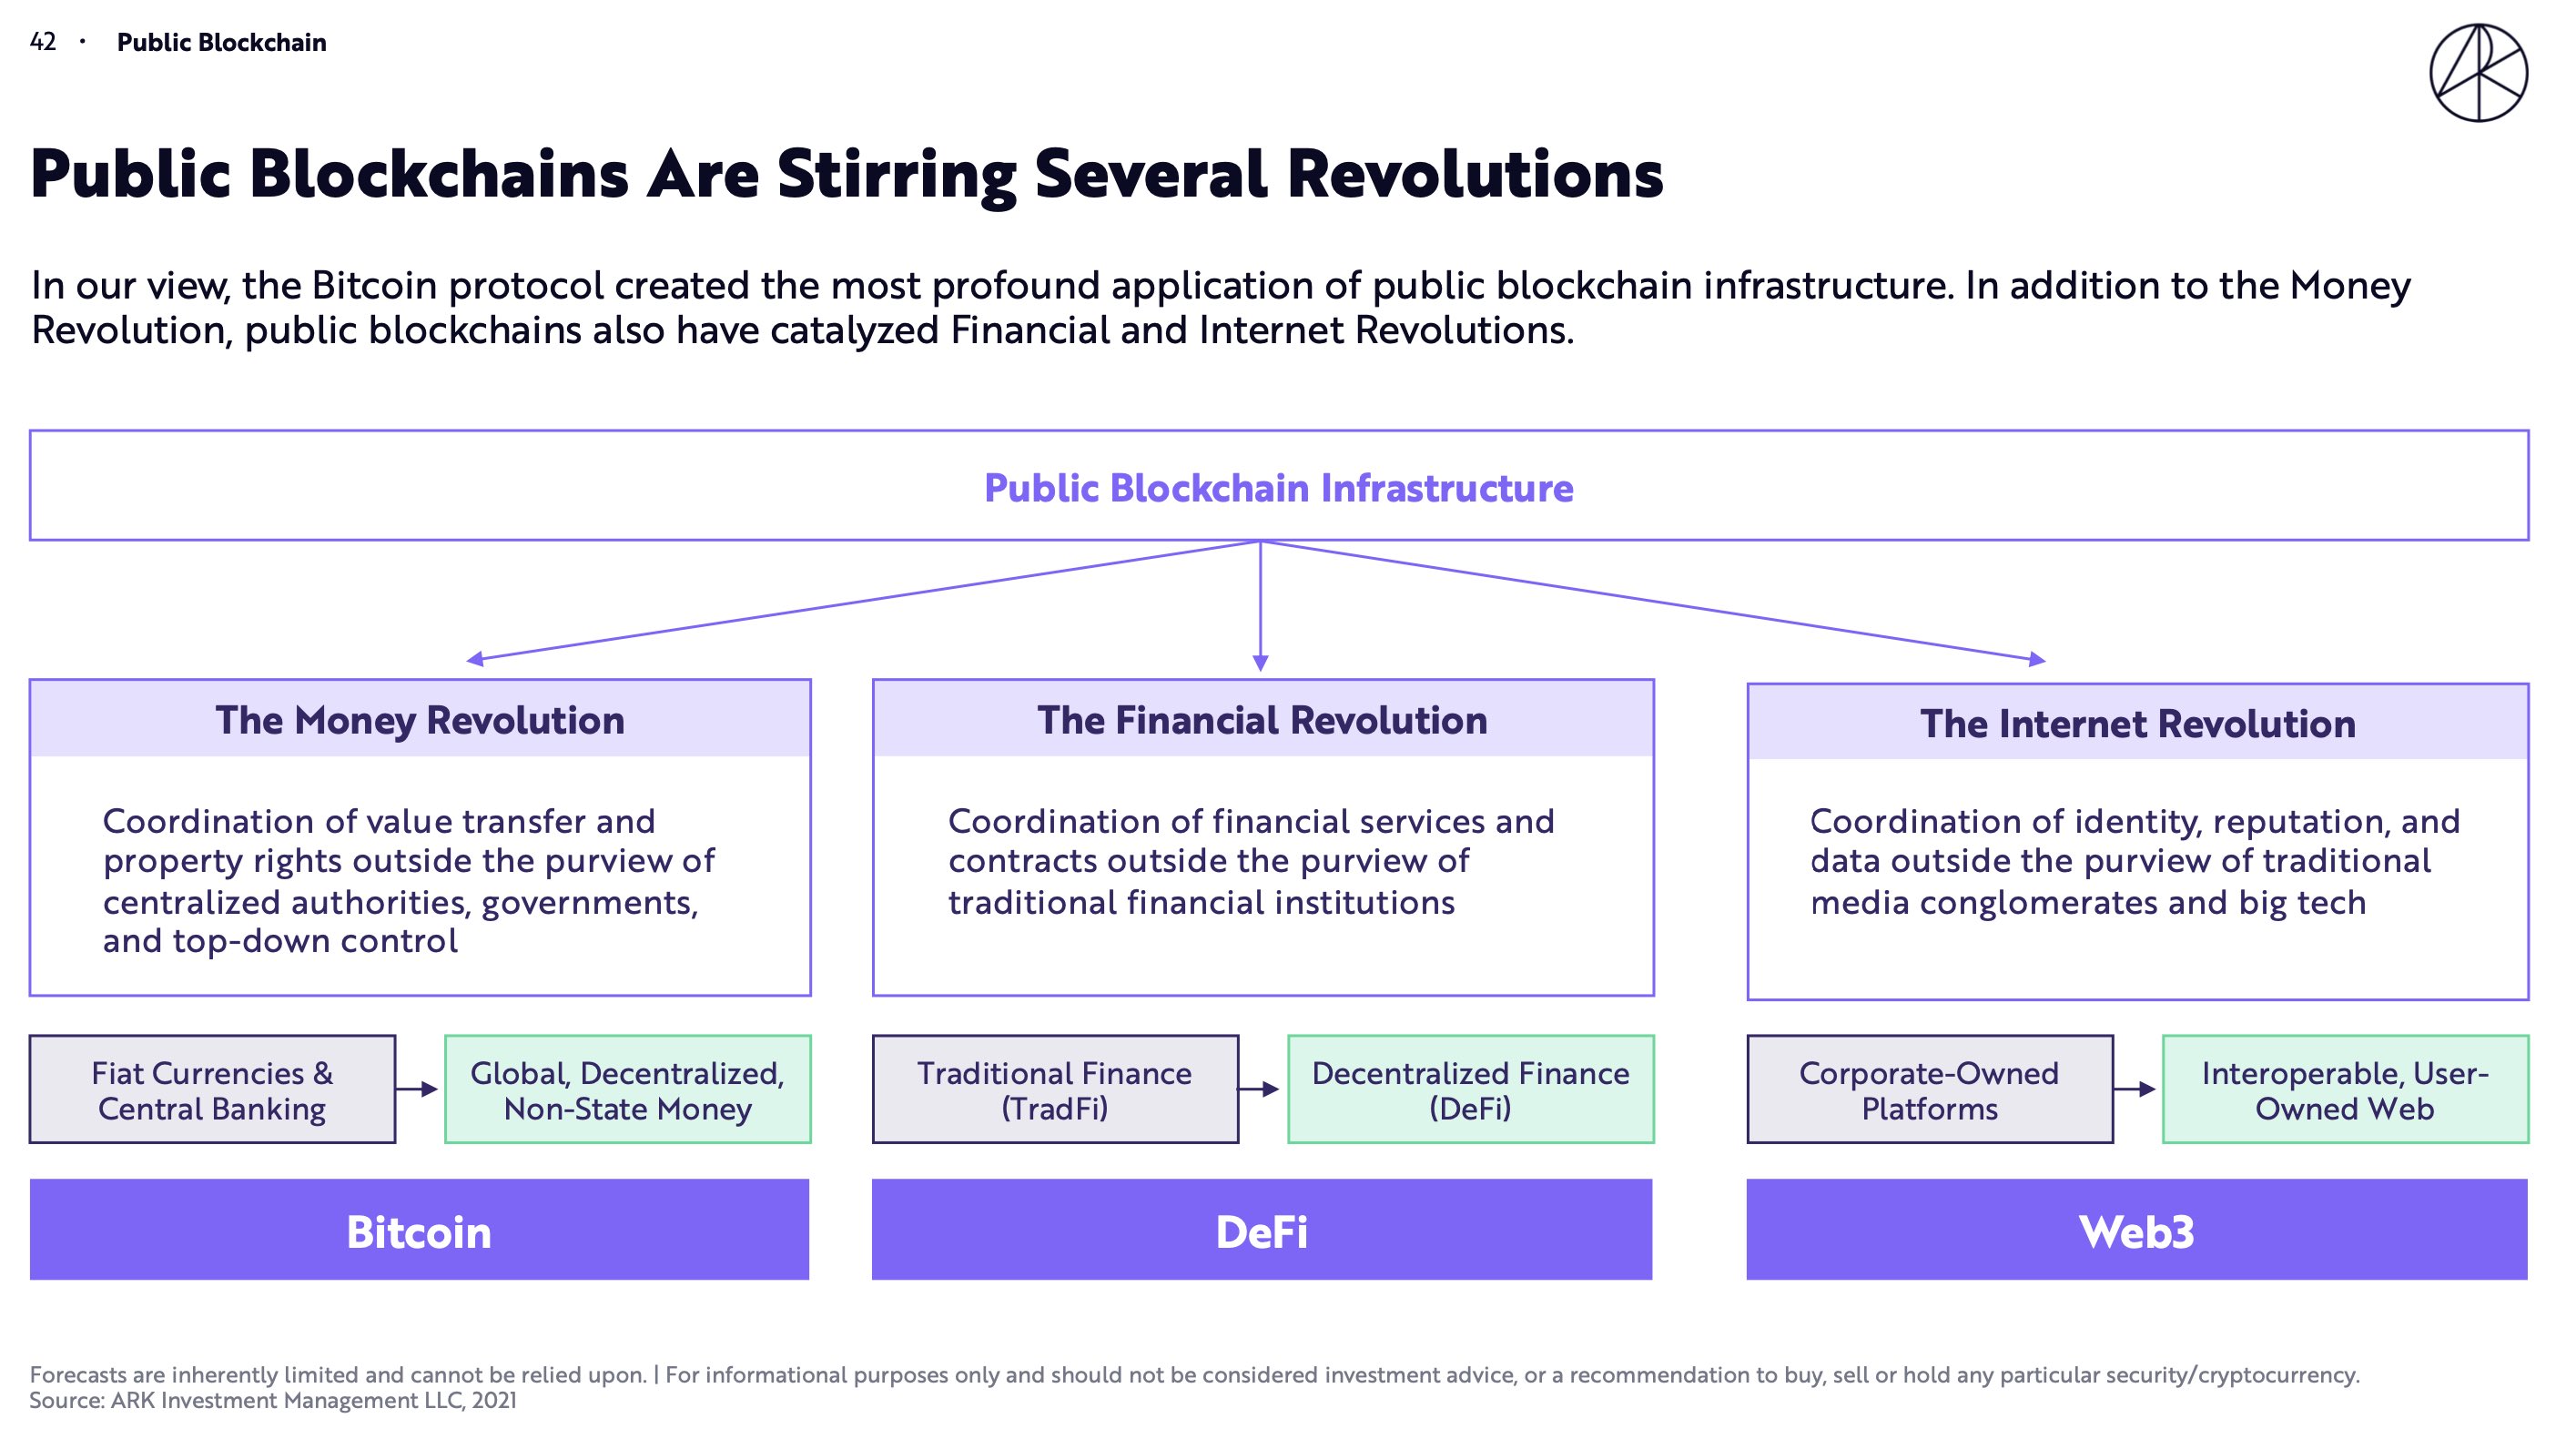 42 · Public Blockchain
Public Blockchains Are Stirring Several Revolutions
In our view, the Bitcoin protocol created the most profound application of public blockchain infrastructure. In addition to the Money
Revolution, public blockchains also have catalyzed Financial and Internet Revolutions.
Public Blockchain Infrastructure
The Money Revolution
Coordination of value transfer and
property rights outside the purview of
centralized authorities, governments,
and top-down control
Fiat Currencies &
Central Banking
Global, Decentralized,
Non-State Money
Bitcoin
The Financial Revolution
Coordination of financial services and
contracts outside the purview of
traditional financial institutions
Traditional Finance
(TradFi)
Decentralized Finance
(DeFi)
DeFi
The Internet Revolution
Coordination of identity, reputation, and
data outside the purview of traditional
media conglomerates and big tech
Corporate-Owned
Platforms
Interoperable, User-
Owned Web
Web3
Forecasts are inherently limited and cannot be relied upon. | For informational purposes only and should not be considered investment advice, or a recommendation to buy, sell or hold any particular security/cryptocurrency.
Source: ARK Investment Management LLC, 2021